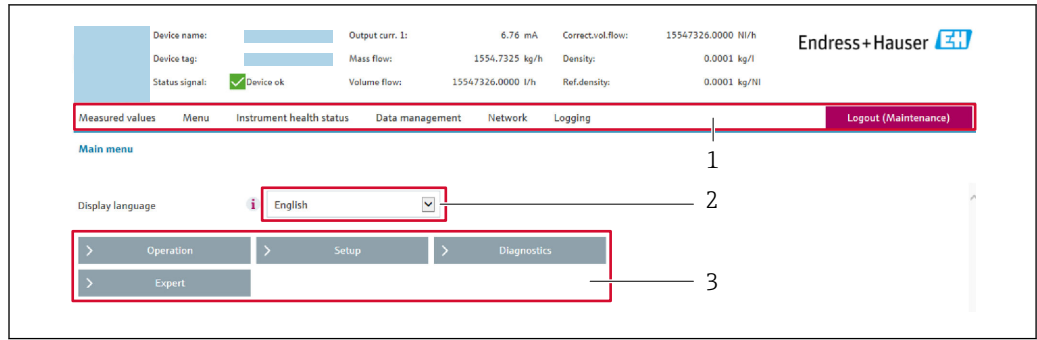 Device name: Output curr. 1: 6.76 mA Correct.vol.flow: 15547326.0000 Nl/h
Endress+Hauser EH
Device tag: Mass flow: 1554.7325 kg/h Density: 0.0001 kg/l
Status signal: Device ok Volume flow: 15547326.0000 l/h Ref.density: 0.0001 kg/Nl
Measured values Menu Instrument health status Data management Network Logging Logout (Maintenance)
1
Main menu
Display language i English 2
> Operation > Setup > Diagnostics
> Expert 3